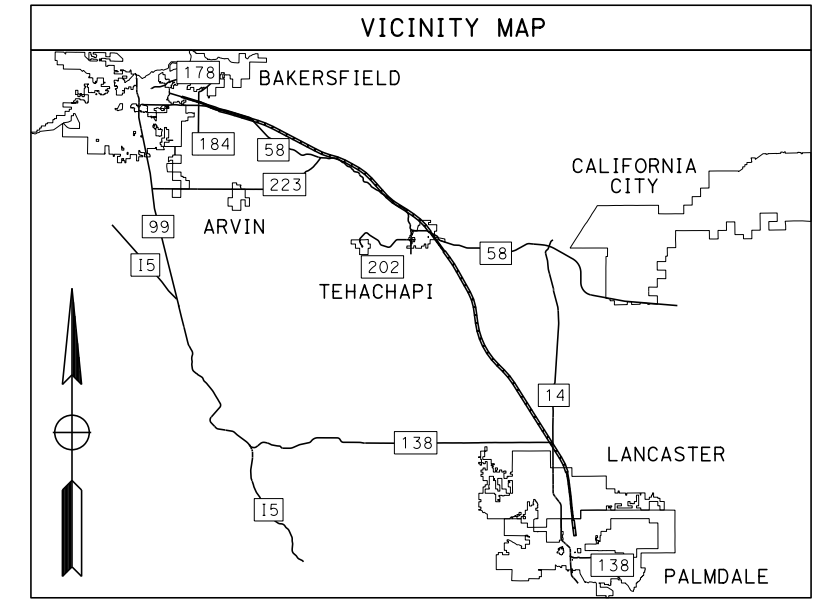 VICINITY MAP
178
BAKERSFIELD
184
58
223
CALIFORNIA
CITY
99
ARVIN
I5
202
58
TEHACHAPI
14
138
LANCASTER
I5
138
PALMDALE